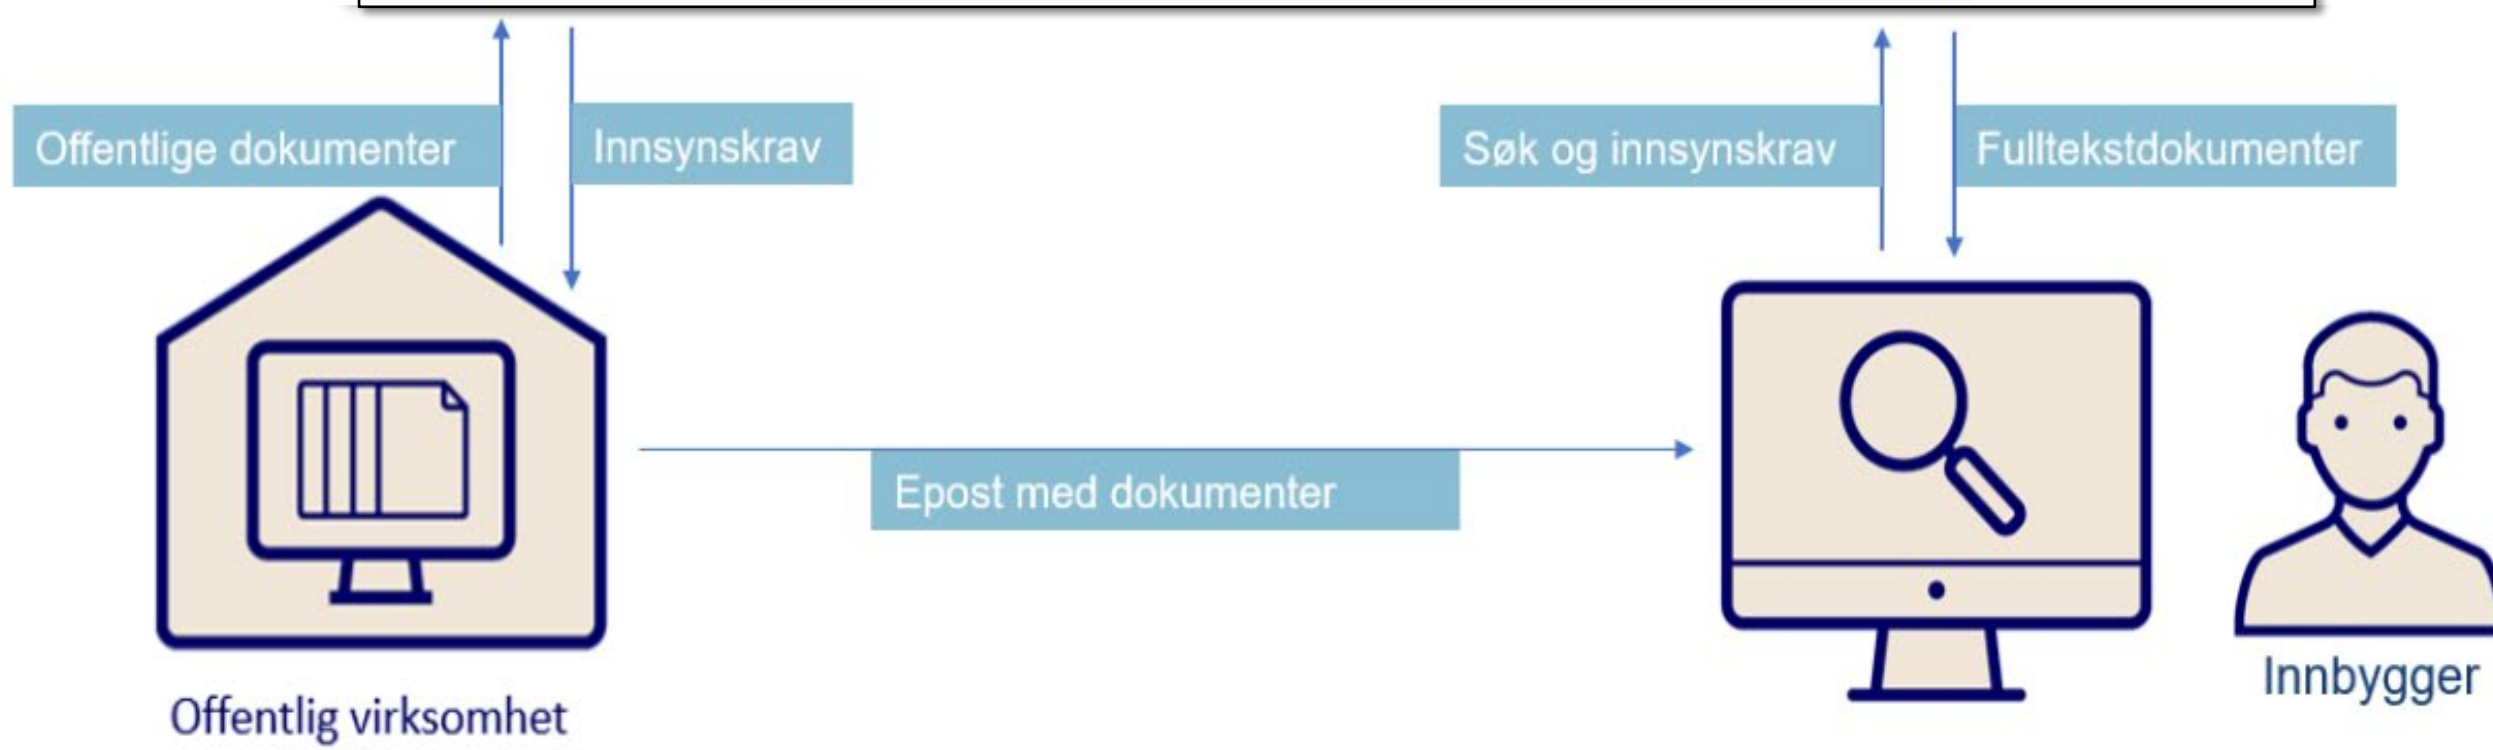 Offentlige dokumenter
Innsynskrav
Søk og innsynskrav
Fulltekstdokumenter
Epost med dokumenter
Innbygger
Offentlig virksomhet